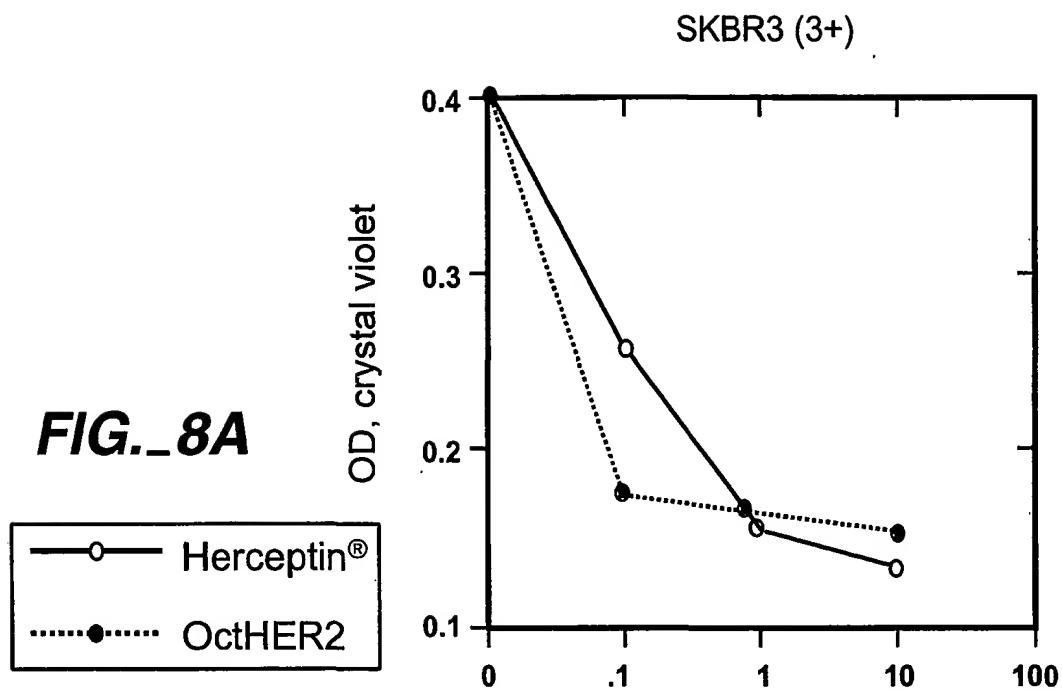 SKBR3 (3+)
0.4
0.3
0.2
0.1
OD, crystal violet
0
.1
1
10
100
FIG._8A
Herceptin®
OctHER2